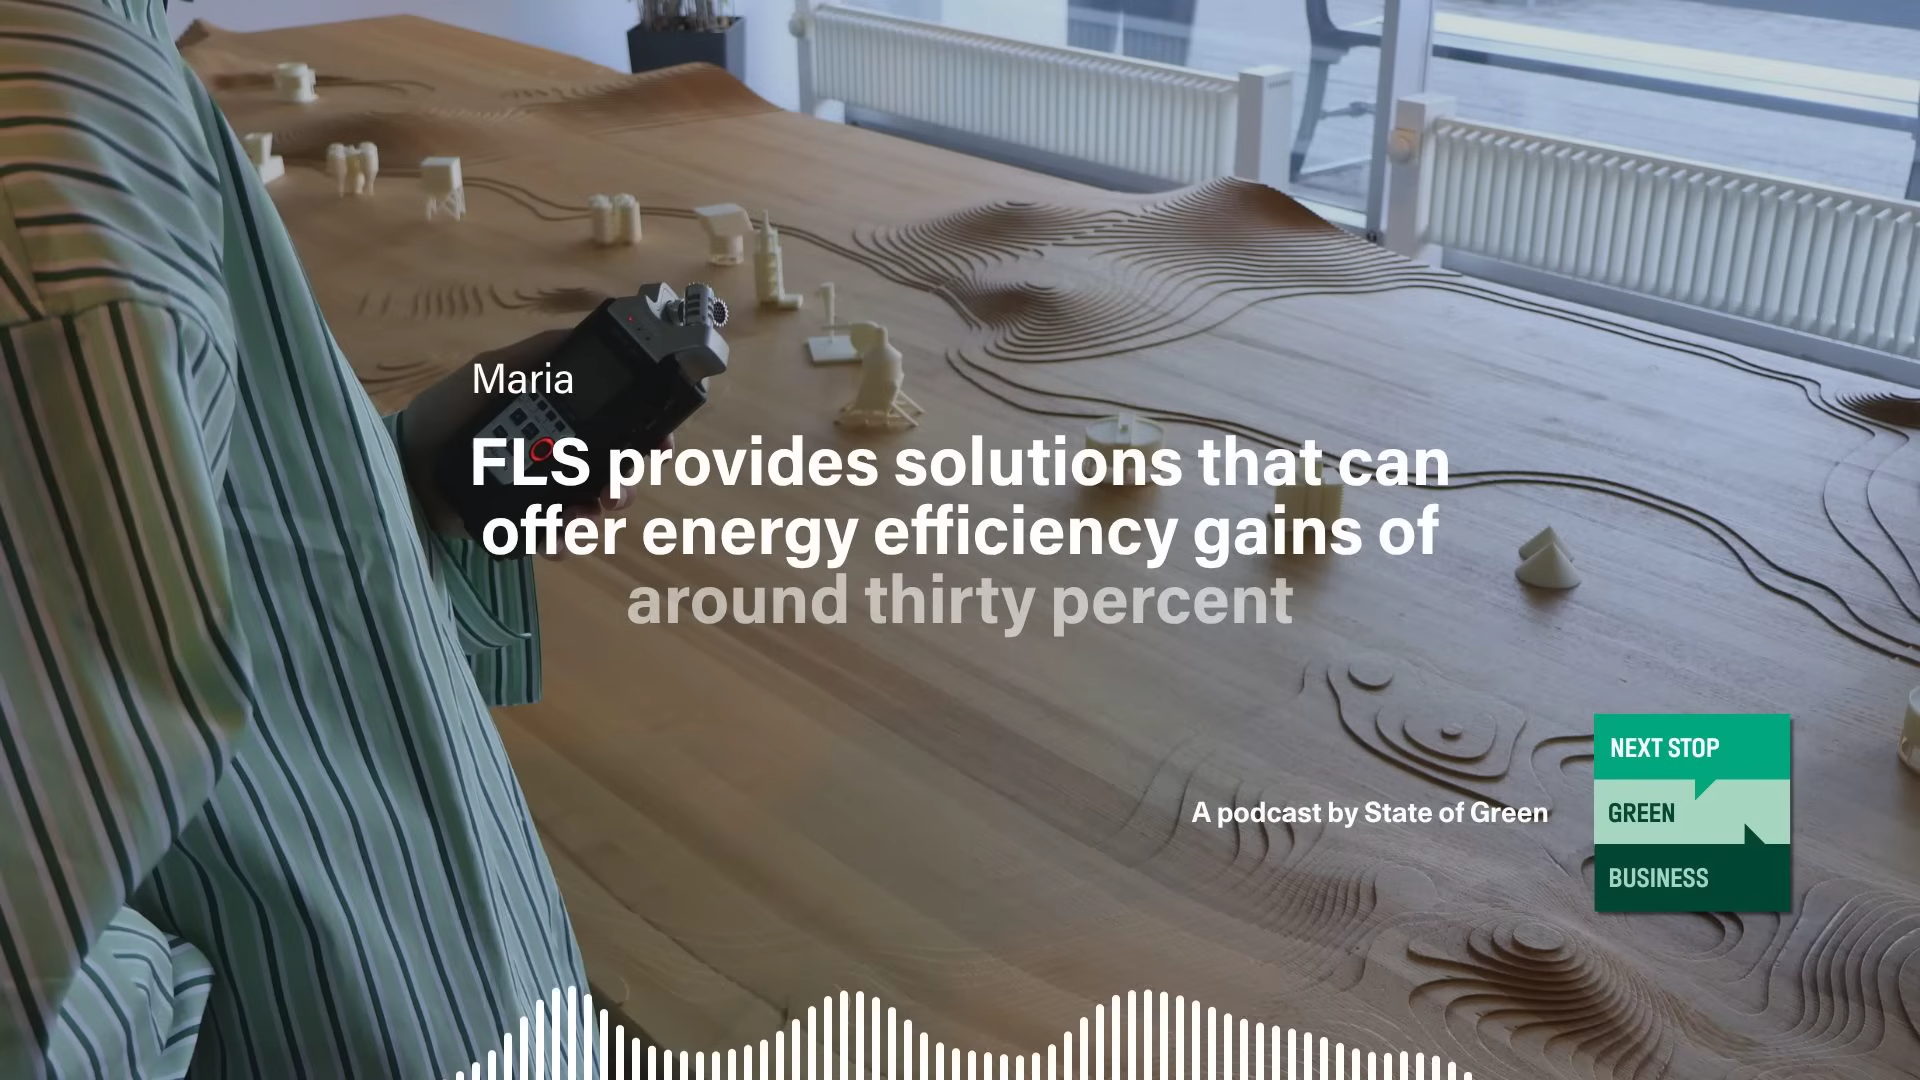 Maria
FLS provides solutions that can
offer energy efficiency gains of
around thirty percent
A podcast by State of Green
NEXT STOP
GREEN
BUSINESS